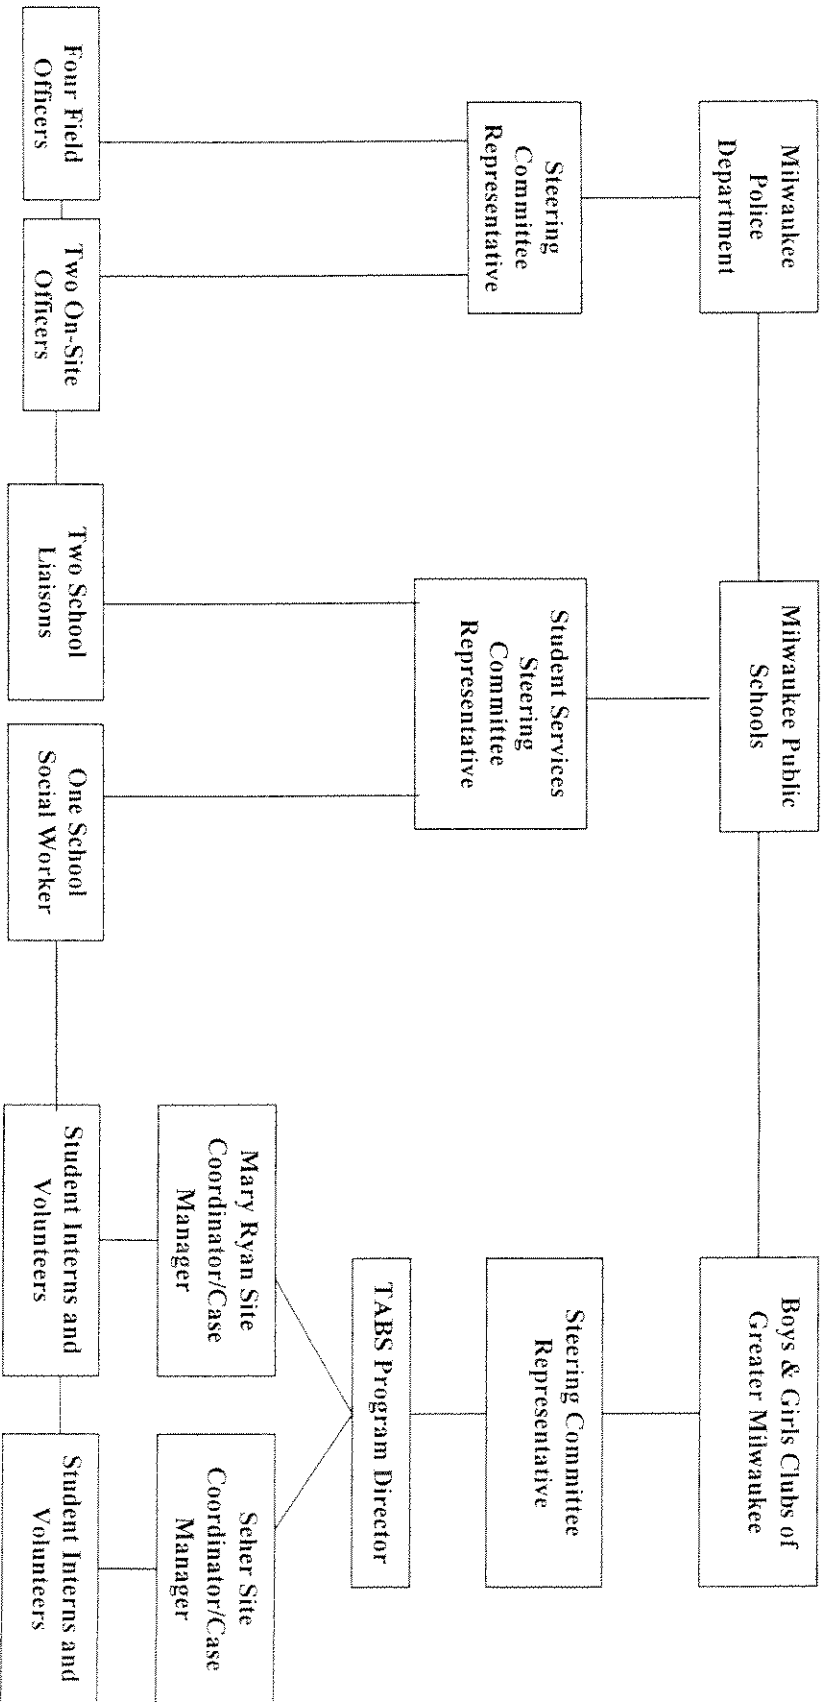 Milwaukee
Police
Department
Milwaukee Public
Schools
Boys & Girls Clubs of
Greater Milwaukee
Steering
Committee
Representative
Student Services
Steering
Committee
Representative
Steering Committee
Representative
TABS Program Director
Mary Ryan Site
Coordinator/Case
Manager
Scher Site
Coordinator/Case
Manager
Four Field
Officers
Two On-Site
Officers
Two School
Liaisons
One School
Social Worker
Student Interns and
Volunteers
Student Interns and
Volunteers